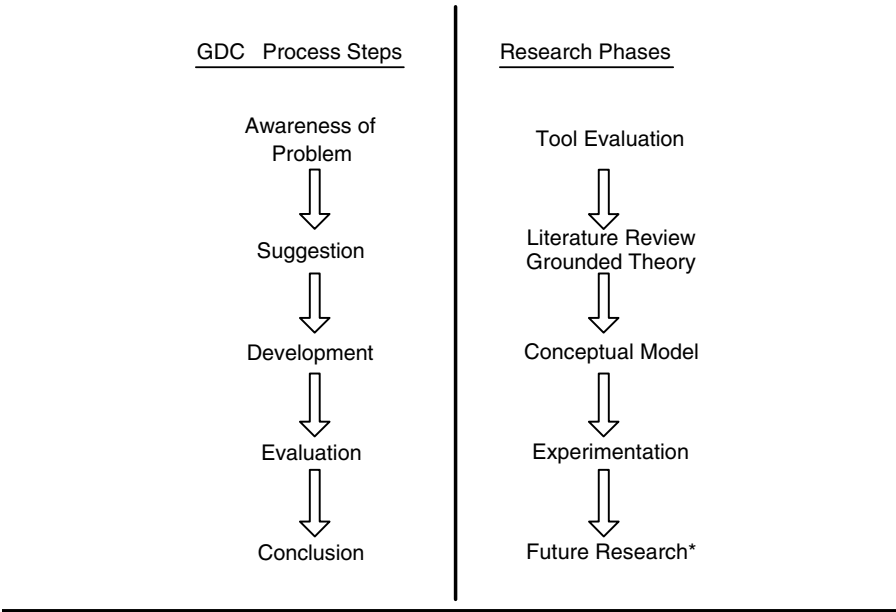 GDC Process Steps
Awareness of
Problem
Suggestion
Development
Evaluation
Conclusion
Research Phases
Tool Evaluation
Literature Review
Grounded Theory
Conceptual Model
Experimentation
Future Research*